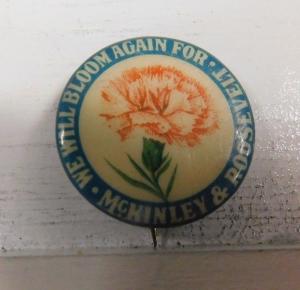 WE WILL BLOOM AGAIN FOR
McKINLEY & ROOSEVELT